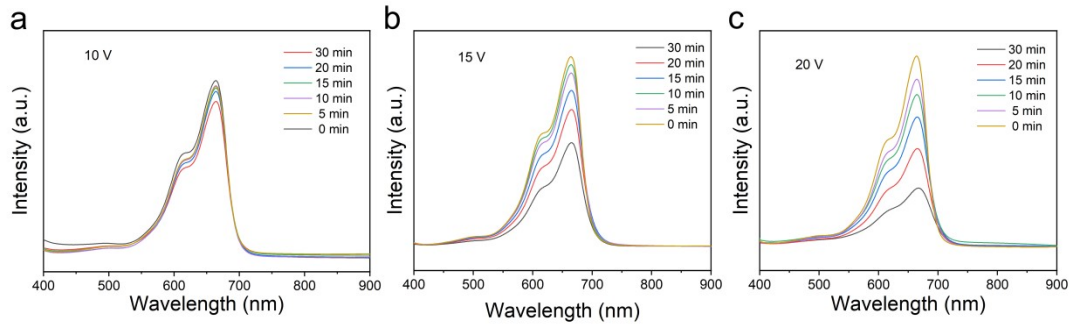 a
10 V
30 min
20 min
15 min
10 min
5 min
0 min
Intensity (a.u.)
400 500 600 700 800 900
Wavelength (nm)
b
15 V
30 min
20 min
15 min
10 min
5 min
0 min
Intensity (a.u.)
400 500 600 700 800 900
Wavelength (nm)
c
20 V
30 min
20 min
15 min
10 min
5 min
0 min
Intensity (a.u.)
400 500 600 700 800 900
Wavelength (nm)